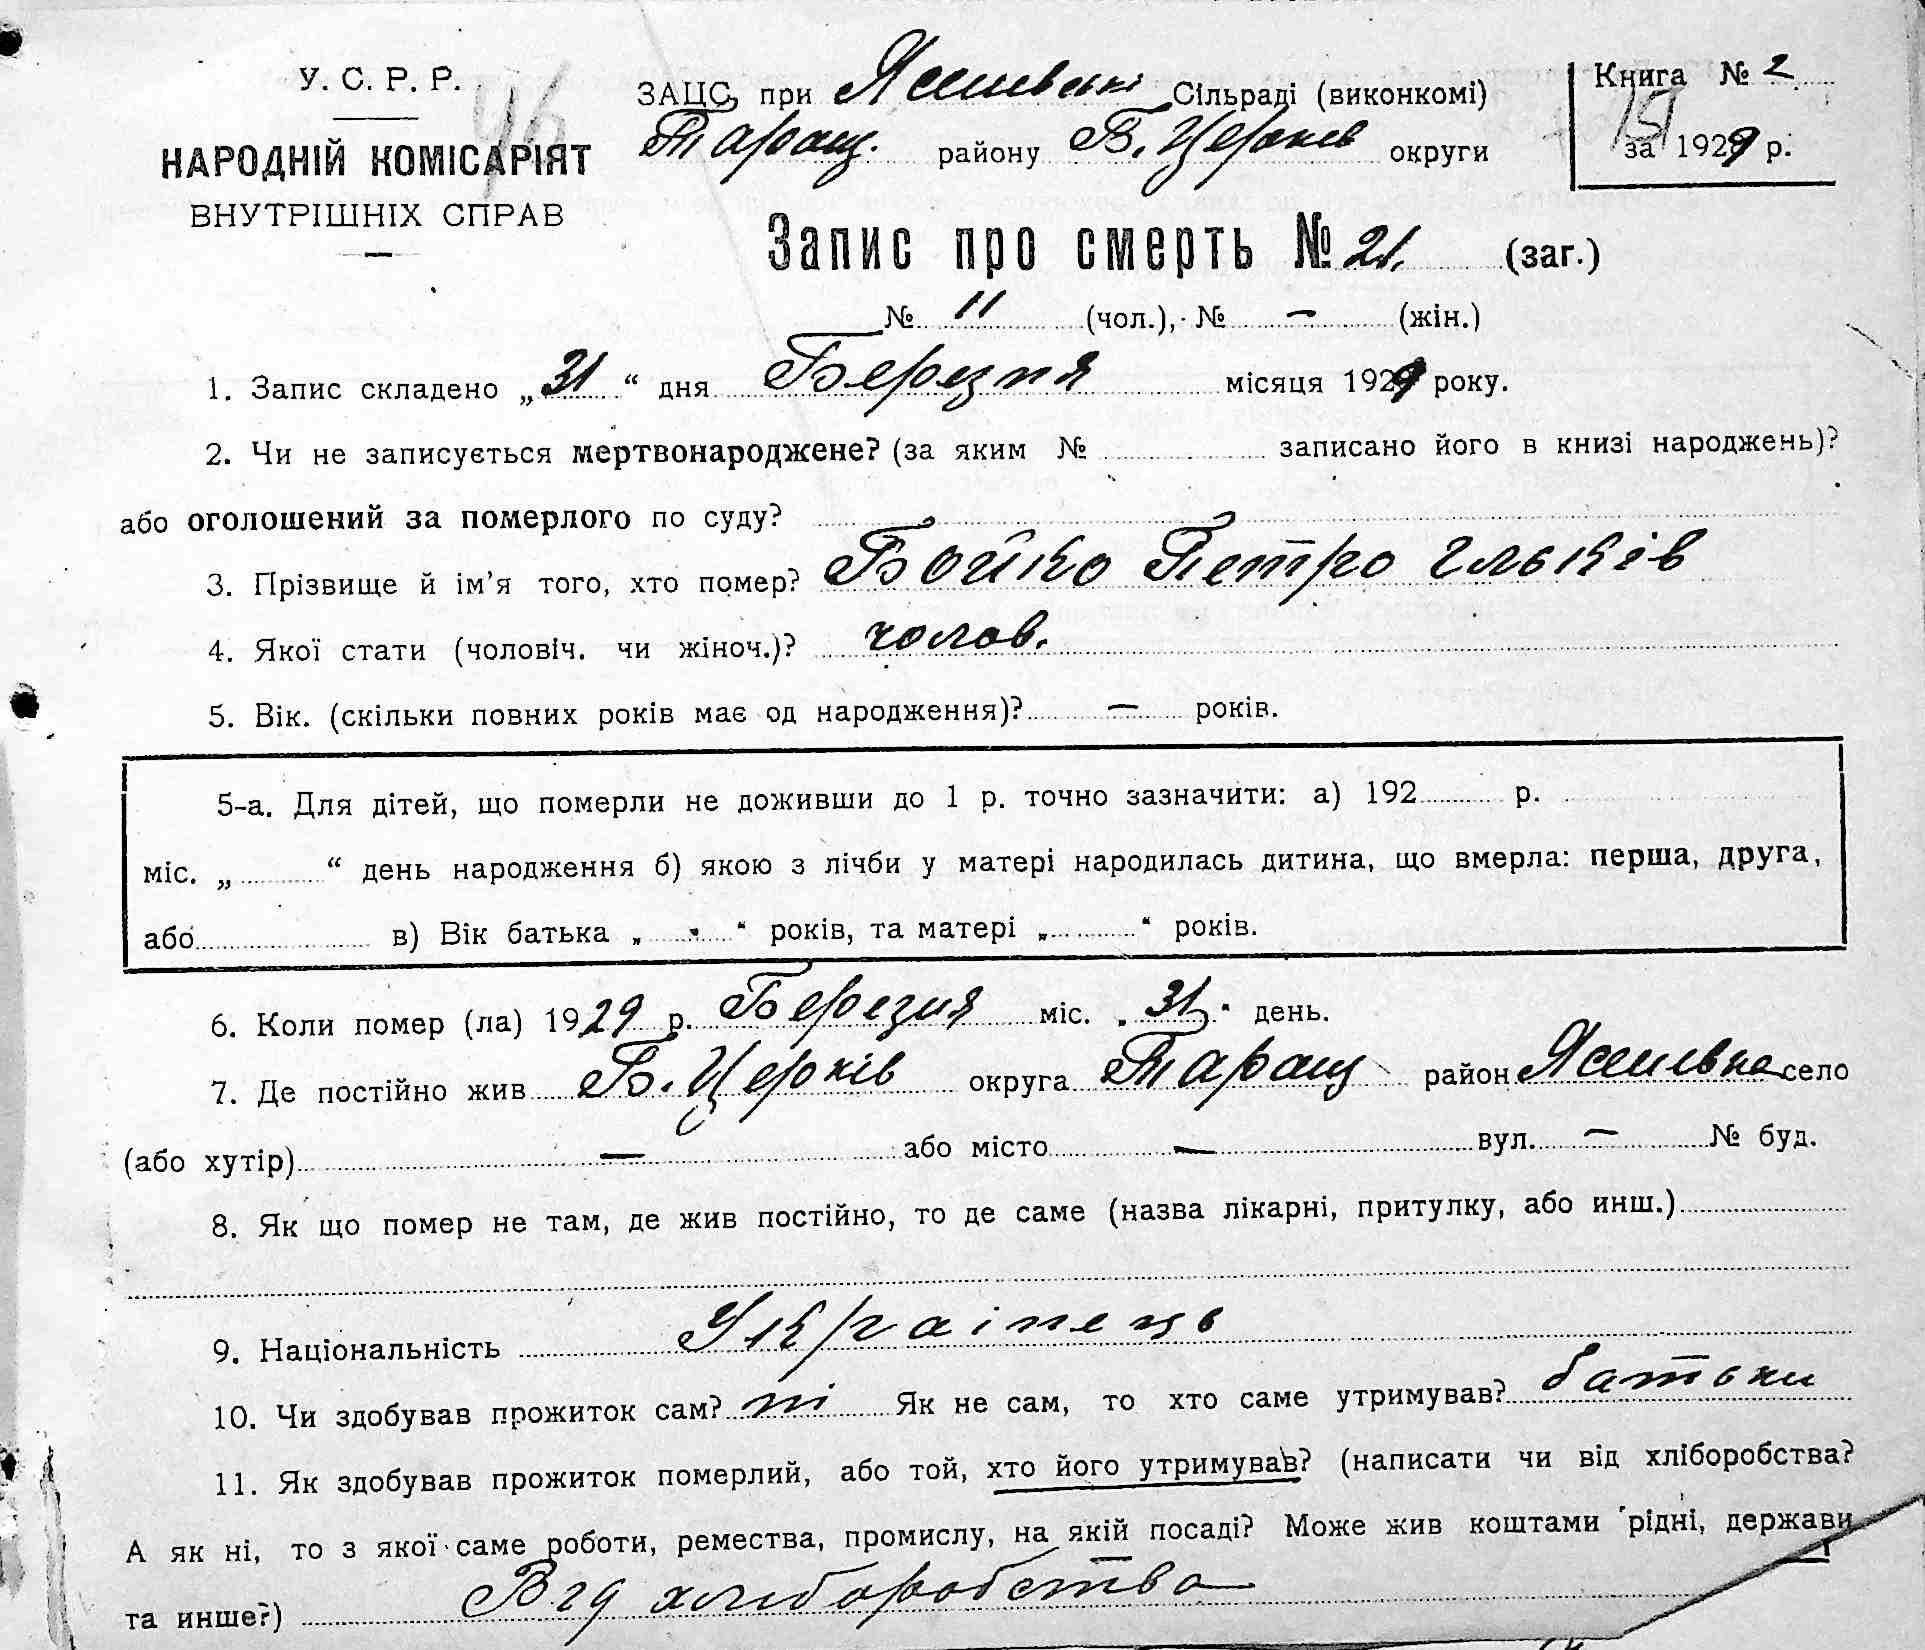 У. С. Р. Р.
46
НАРОДНІЙ КОМІСАРІЯТ
ВНУТРІШНІХ СПРАВ
ЗАЦС при Сільраді (виконкомі)
Таращ. району Б. Церків округи
Книга № 2
за 1929 р.
Запис про смерть № 21. (заг.)
№ 11 (чол.), № — (жін.)
1. Запис складено „31“ дня Березня місяця 1929 року.
2. Чи не записується мертвонароджене? (за яким № записано його в книзі народжень)?
або оголошений за померлого по суду?
3. Прізвище й ім’я того, хто помер? Бойко Петро Ільків
4. Якої стати (чоловіч. чи жіноч.)? чолов.
5. Вік. (скільки повних років має од народження)? — років.
5-а. Для дітей, що померли не доживши до 1 р. точно зазначити: а) 192 р.
міс. „ “ день народження б) якою з лічби у матері народилась дитина, що вмерла: перша, друга,
або в) Вік батька „ “ років, та матері „ “ років.
6. Коли помер (ла) 1929 р. Березня міс. „31“ день.
7. Де постійно жив Б. Церків округа Таращ район село
(або хутір) — або місто — вул. — № буд.
8. Як що помер не там, де жив постійно, то де саме (назва лікарні, притулку, або инш.)
9. Національність Українець
10. Чи здобував прожиток сам? ні Як не сам, то хто саме утримував? батьки
11. Як здобував прожиток померлий, або той, хто його утримував? (написати чи від хліборобства?
А як ні, то з якої саме роботи, ремества, промислу, на якій посаді? Може жив коштами рідні, держави
та инше?) Від хліборобства